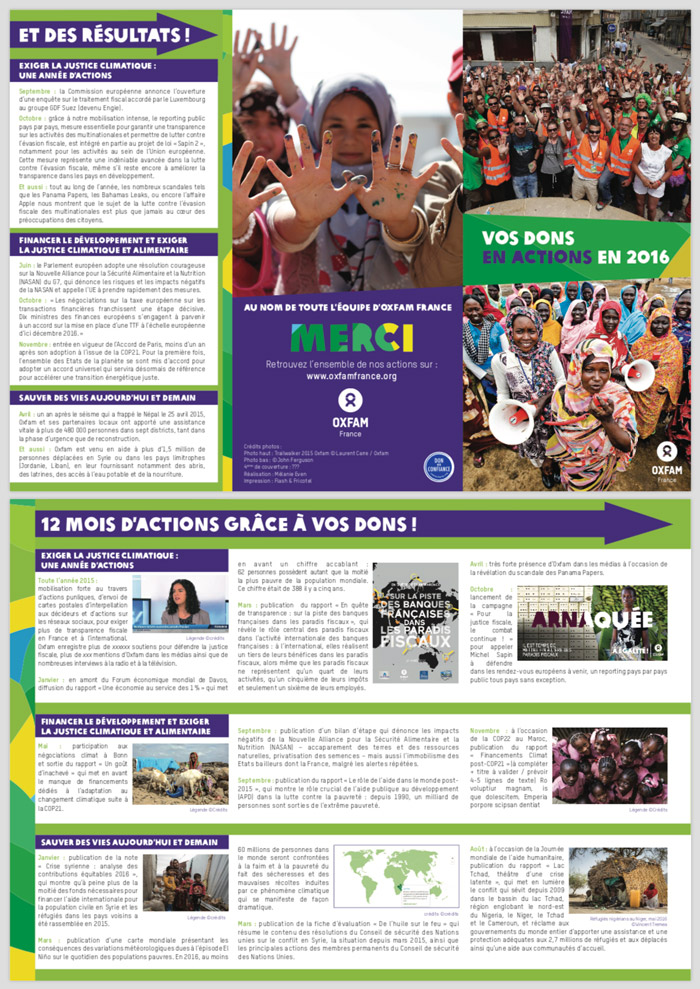 ET DES RÉSULTATS !
EXIGER LA JUSTICE CLIMATIQUE :
UNE ANNÉE D'ACTIONS
Septembre : la Commission européenne annonce l'ouverture
d'une enquête sur le traitement fiscal accordé par le Luxembourg
au groupe GDF Suez (devenu Engie).
Octobre : grâce à notre mobilisation intense, le reporting public
pays par pays, mesure essentielle pour garantir une transparence
sur les activités des multinationales et permettre de lutter contre
l'évasion fiscale, est intégré en partie au projet de loi « Sapin 2 »,
notamment pour les activités au sein de l'Union européenne.
Cette mesure représente une indéniable avancée dans la lutte
contre l'évasion fiscale, même s'il reste encore à améliorer la
transparence dans les pays en développement.
Et aussi : tout au long de l'année, les nombreux scandales tels
que les Panama Papers, les Bahamas Leaks, ou encore l'affaire
Apple nous montrent que le sujet de la lutte contre l'évasion
fiscale des multinationales est plus que jamais au cœur des
préoccupations des citoyens.
FINANCER LE DÉVELOPPEMENT ET EXIGER
LA JUSTICE CLIMATIQUE ET ALIMENTAIRE
Juin : le Parlement européen adopte une résolution courageuse
sur la Nouvelle Alliance pour la Sécurité Alimentaire et la Nutrition
(NASAN) du G7, qui dénonce les risques et les impacts négatifs
de la NASAN et appelle l'UE à prendre rapidement des mesures.
Octobre : « Les négociations sur la taxe européenne sur les
transactions financières franchissent une étape décisive.
Dix ministres des finances européens s'engagent à parvenir
à un accord sur la mise en place d'une TTF à l'échelle européenne
d'ici décembre 2016. »
Novembre : entrée en vigueur de l'Accord de Paris, moins d'un an
après son adoption à l'issue de la COP21. Pour la première fois,
l'ensemble des Etats de la planète se sont mis d'accord pour
adopter un accord universel qui servira désormais de référence
pour accélérer une transition énergétique juste.
SAUVER DES VIES AUJOURD'HUI ET DEMAIN
Avril : un an après le séisme qui a frappé le Népal le 25 avril 2015,
Oxfam et ses partenaires locaux ont apporté une assistance
vitale à plus de 480 000 personnes dans sept districts, tant dans
la phase d'urgence que de reconstruction.
Et aussi : Oxfam est venu en aide à plus d'1,5 million de
personnes déplacées en Syrie ou dans les pays limitrophes
(Jordanie, Liban), en leur fournissant notamment des abris,
des latrines, des accès à l'eau potable et de la nourriture.
AU NOM DE TOUTE L'ÉQUIPE D'OXFAM FRANCE
MERCI
Retrouvez l'ensemble de nos actions sur :
www.oxfamfrance.org
OXFAM
France
Crédits photos :
Photo haut : Trailwalker 2015 Oxfam © Laurent Carre / Oxfam
Photo bas : © John Ferguson
4ème de couverture : ???
Réalisation : Mélanie Even
Impression : Flash & Fricotel
DON
CONFIANCE
VOS DONS
EN ACTIONS EN 2016
OXFAM
France
12 MOIS D'ACTIONS GRÂCE À VOS DONS !
EXIGER LA JUSTICE CLIMATIQUE :
UNE ANNÉE D'ACTIONS
Toute l'année 2015 :
mobilisation forte au travers
d'actions puniques, d'envoi de
cartes postales d'interpellation
aux décideurs et d'actions sur
les réseaux sociaux, pour exiger
plus de transparence fiscale
en France et à l'international.
Légende ©crédits
Oxfam enregistre plus de xxxxxx soutiens pour défendre la justice
fiscale, plus de xxx mentions d'Oxfam dans les médias ainsi que de
nombreuses interviews à la radio et à la télévision.
Janvier : en amont du Forum économique mondial de Davos,
diffusion du rapport « Une économie au service des 1 % » qui met
en avant un chiffre accablant :
62 personnes possèdent autant que la moitié
la plus pauvre de la population mondiale.
Ce chiffre était de 388 il y a cinq ans.
Mars : publication du rapport « En quête
de transparence : sur la piste des banques
françaises dans les paradis fiscaux », qui
révèle le rôle central des paradis fiscaux
dans l'activité internationale des banques
françaises : à l'international, elles réalisent
un tiers de leurs bénéfices dans les paradis
fiscaux, alors même que les paradis fiscaux
ne représentent qu'un quart de leurs
activités, qu'un cinquième de leurs impôts
et seulement un sixième de leurs employés.
SUR LA PISTE
DES BANQUES
FRANÇAISES
DANS
LES PARADIS
FISCAUX
Avril : très forte présence d'Oxfam dans les médias à l'occasion de
la révélation du scandale des Panama Papers.
Octobre :
lancement de
la campagne
« Pour la
justice fiscale,
le combat
continue ! »
pour appeler
Michel Sapin
à défendre
ARNAQUÉE
ÉGALITÉ !
dans les rendez-vous européens à venir, un reporting pays par pays
public tous pays sans exception.
FINANCER LE DÉVELOPPEMENT ET EXIGER
LA JUSTICE CLIMATIQUE ET ALIMENTAIRE
Mai : participation aux
négociations climat à Bonn
et sortie du rapport « Un goût
d'inachevé » qui met en avant
le manque de financements
dédiés à l'adaptation au
changement climatique suite à
la COP21.
Légende ©Crédits
Septembre : publication d'un bilan d'étape qui dénonce les impacts
négatifs de la Nouvelle Alliance pour la Sécurité Alimentaire et la
Nutrition (NASAN) – accaparement des terres et des ressources
naturelles, privatisation des semences – mais aussi l'immobilisme des
Etats bailleurs dont la France, malgré les alertes répétées.
Septembre : publication du rapport « Le rôle de l'aide dans le monde post-
2015 », qui montre le rôle crucial de l'aide publique au développement
(APD) dans la lutte contre la pauvreté : depuis 1990, un milliard de
personnes sont sorties de l'extrême pauvreté.
Novembre : à l'occasion
de la COP22 au Maroc,
publication du rapport
« Financements Climat
post-COP21 » (à compléter
+ titre à valider / prévoir
4-5 lignes de texte) Ro
voluptiur magnam, is
que dolescitem, Emperia
porpore scipsan dentiat
Légende ©Crédits
SAUVER DES VIES AUJOURD'HUI ET DEMAIN
Janvier : publication de la note
« Crise syrienne : analyse des
contributions équitables 2016 »,
qui montre qu'à peine plus de la
moitié des fonds nécessaires pour
financer l'aide internationale pour
la population civile en Syrie et les
réfugiés dans les pays voisins a
été rassemblée en 2015.
Légende ©crédits
Mars : publication d'une carte mondiale présentant les
conséquences des variations météorologiques dues à l'épisode El
Niño sur le quotidien des populations pauvres. En 2016, au moins
60 millions de personnes dans
le monde seront confrontées
à la faim et à la pauvreté du
fait des sécheresses et des
mauvaises récoltes induites
par ce phénomène climatique
qui se manifeste de façon
dramatique.
crédits ©crédits
Mars : publication de la fiche d'évaluation « De l'huile sur le feu » qui
résume le contenu des résolutions du Conseil de sécurité des Nations
unies sur le conflit en Syrie, la situation depuis mars 2015, ainsi que
les principales actions des membres permanents du Conseil de sécurité
des Nations Unies.
Août : à l'occasion de la Journée
mondiale de l'aide humanitaire,
publication du rapport « Lac
Tchad, théâtre d'une crise
latente », qui met en lumière
le conflit qui sévit depuis 2009
dans le bassin du lac Tchad,
région englobant le nord-est
du Nigeria, le Niger, le Tchad
et le Cameroun, et réclame aux
Réfugiés nigérians au Niger, mai 2016
gouvernements du monde entier d'apporter une assistance et une
protection adéquates aux 2,7 millions de réfugiés et aux déplacés
ainsi qu'une aide aux communautés d'accueil.